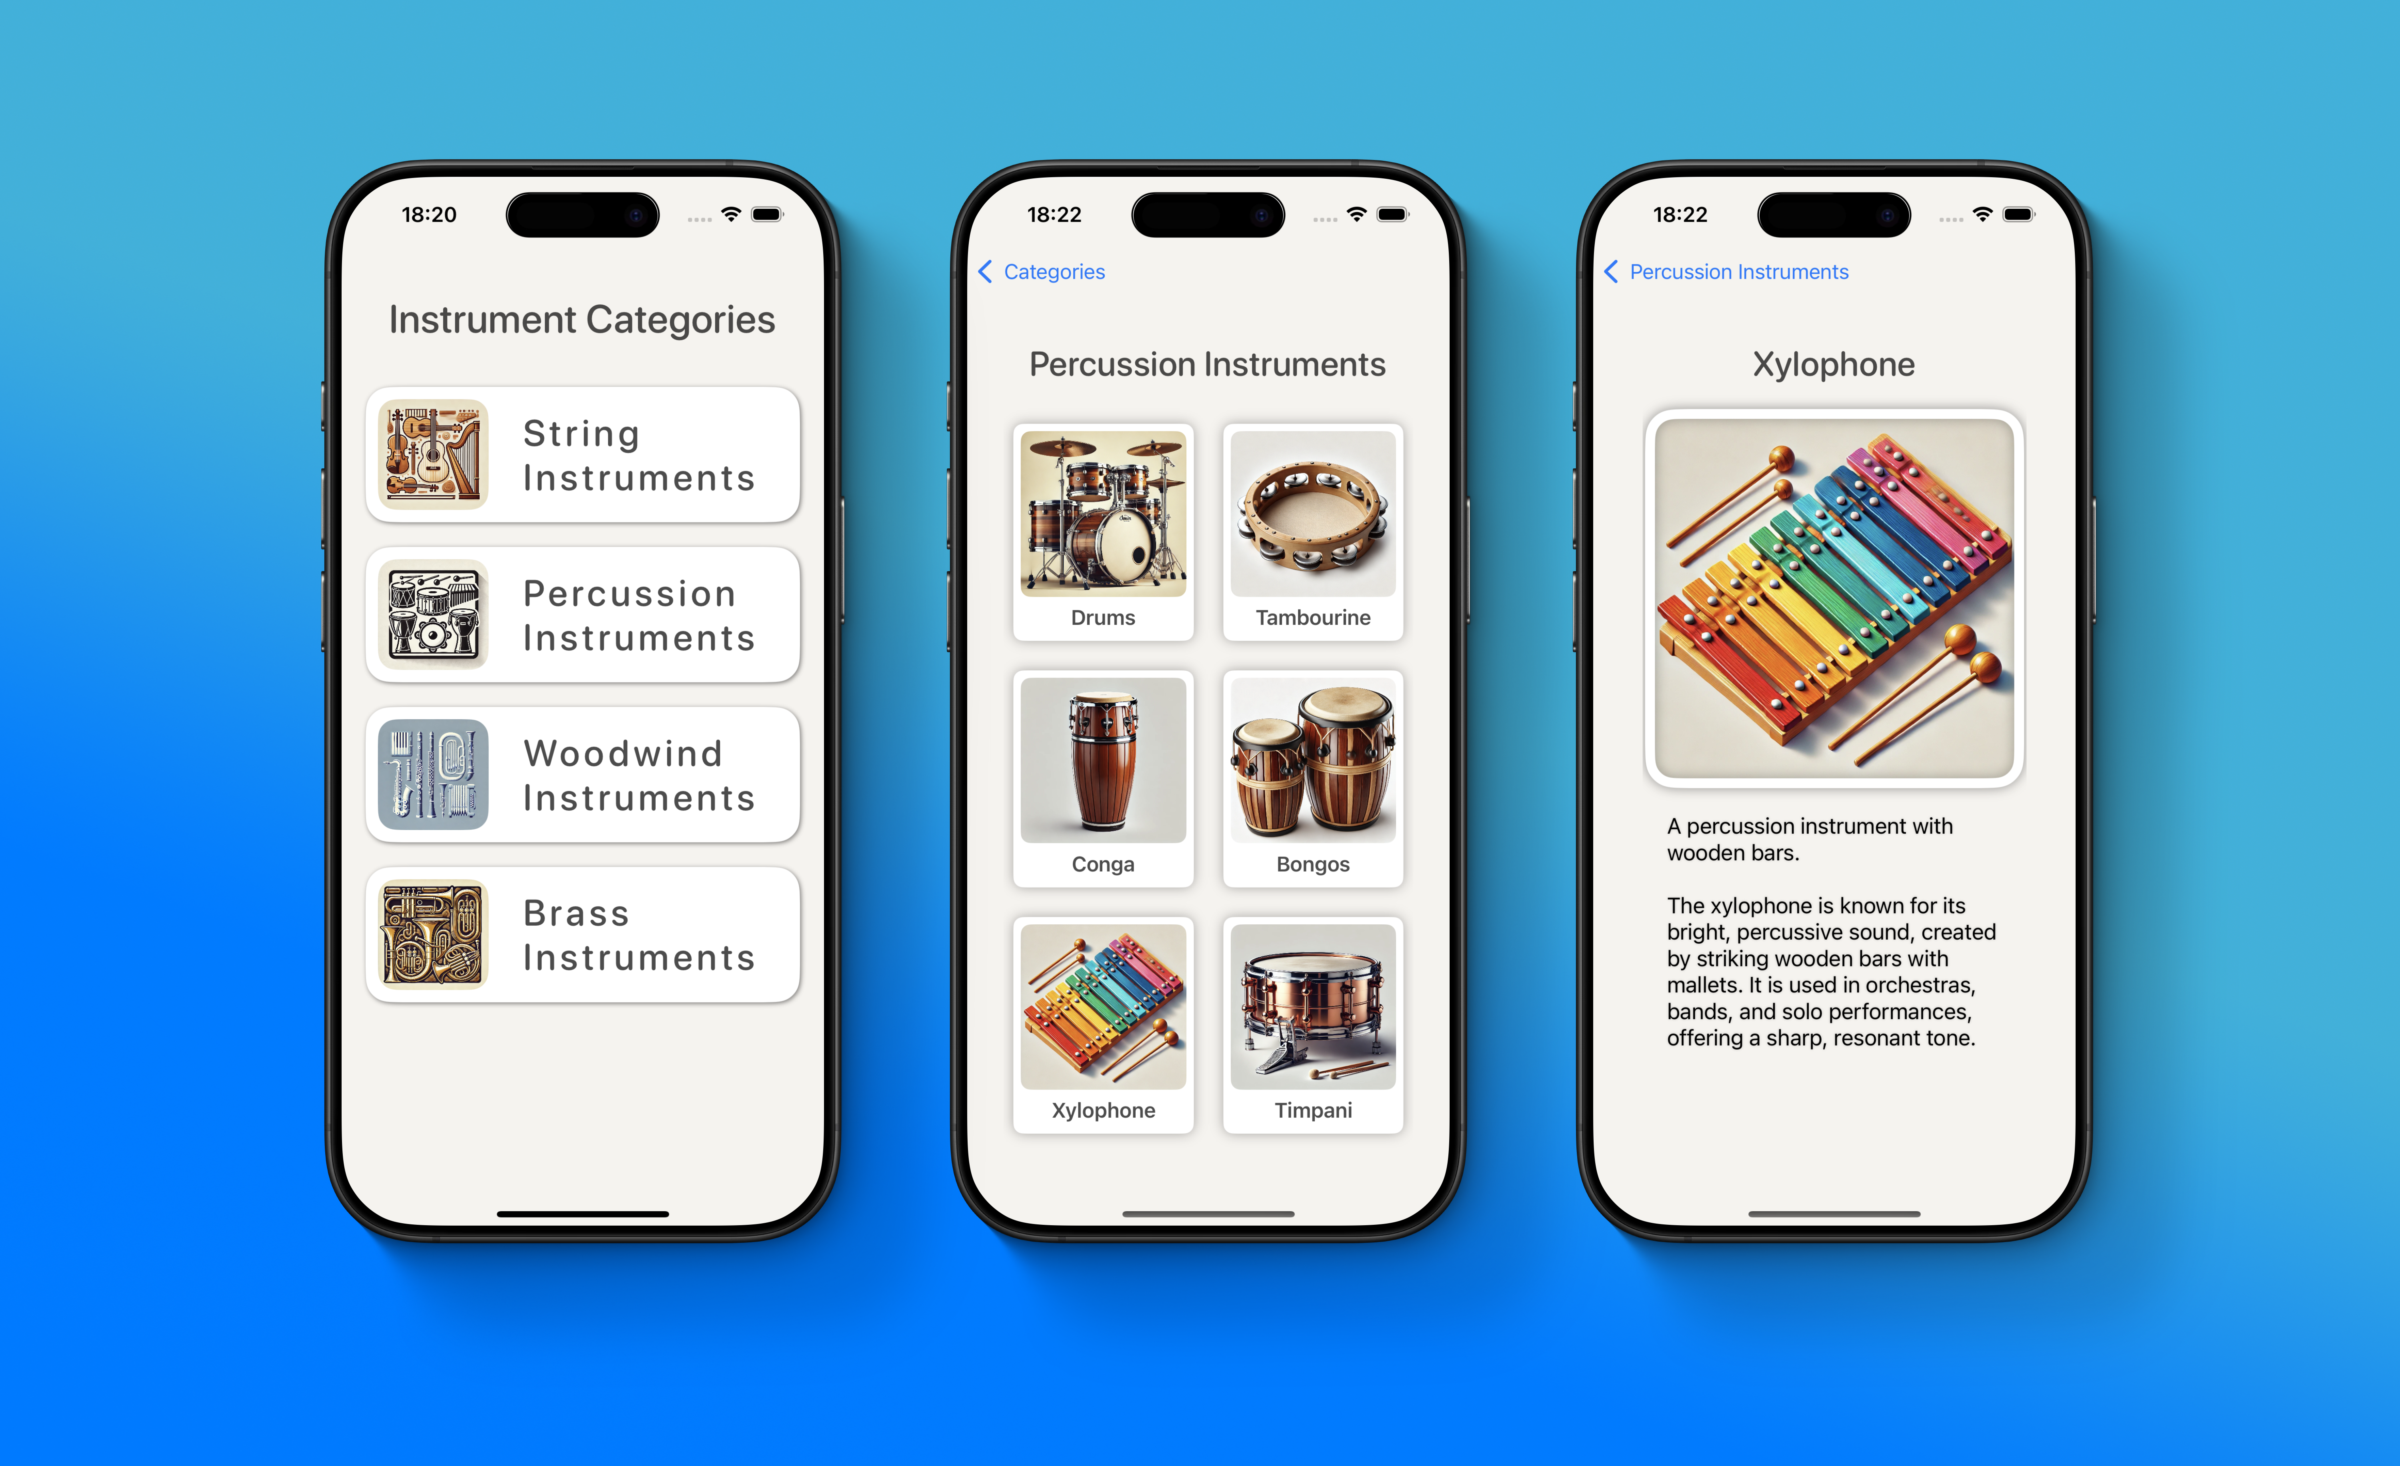 18:20
Instrument Categories
String
Instruments
Percussion
Instruments
Woodwind
Instruments
Brass
Instruments
18:22
Categories
Percussion Instruments
Drums
Tambourine
Conga
Bongos
Xylophone
Timpani
18:22
Percussion Instruments
Xylophone
A percussion instrument with
wooden bars.
The xylophone is known for its
bright, percussive sound, created
by striking wooden bars with
mallets. It is used in orchestras,
bands, and solo performances,
offering a sharp, resonant tone.